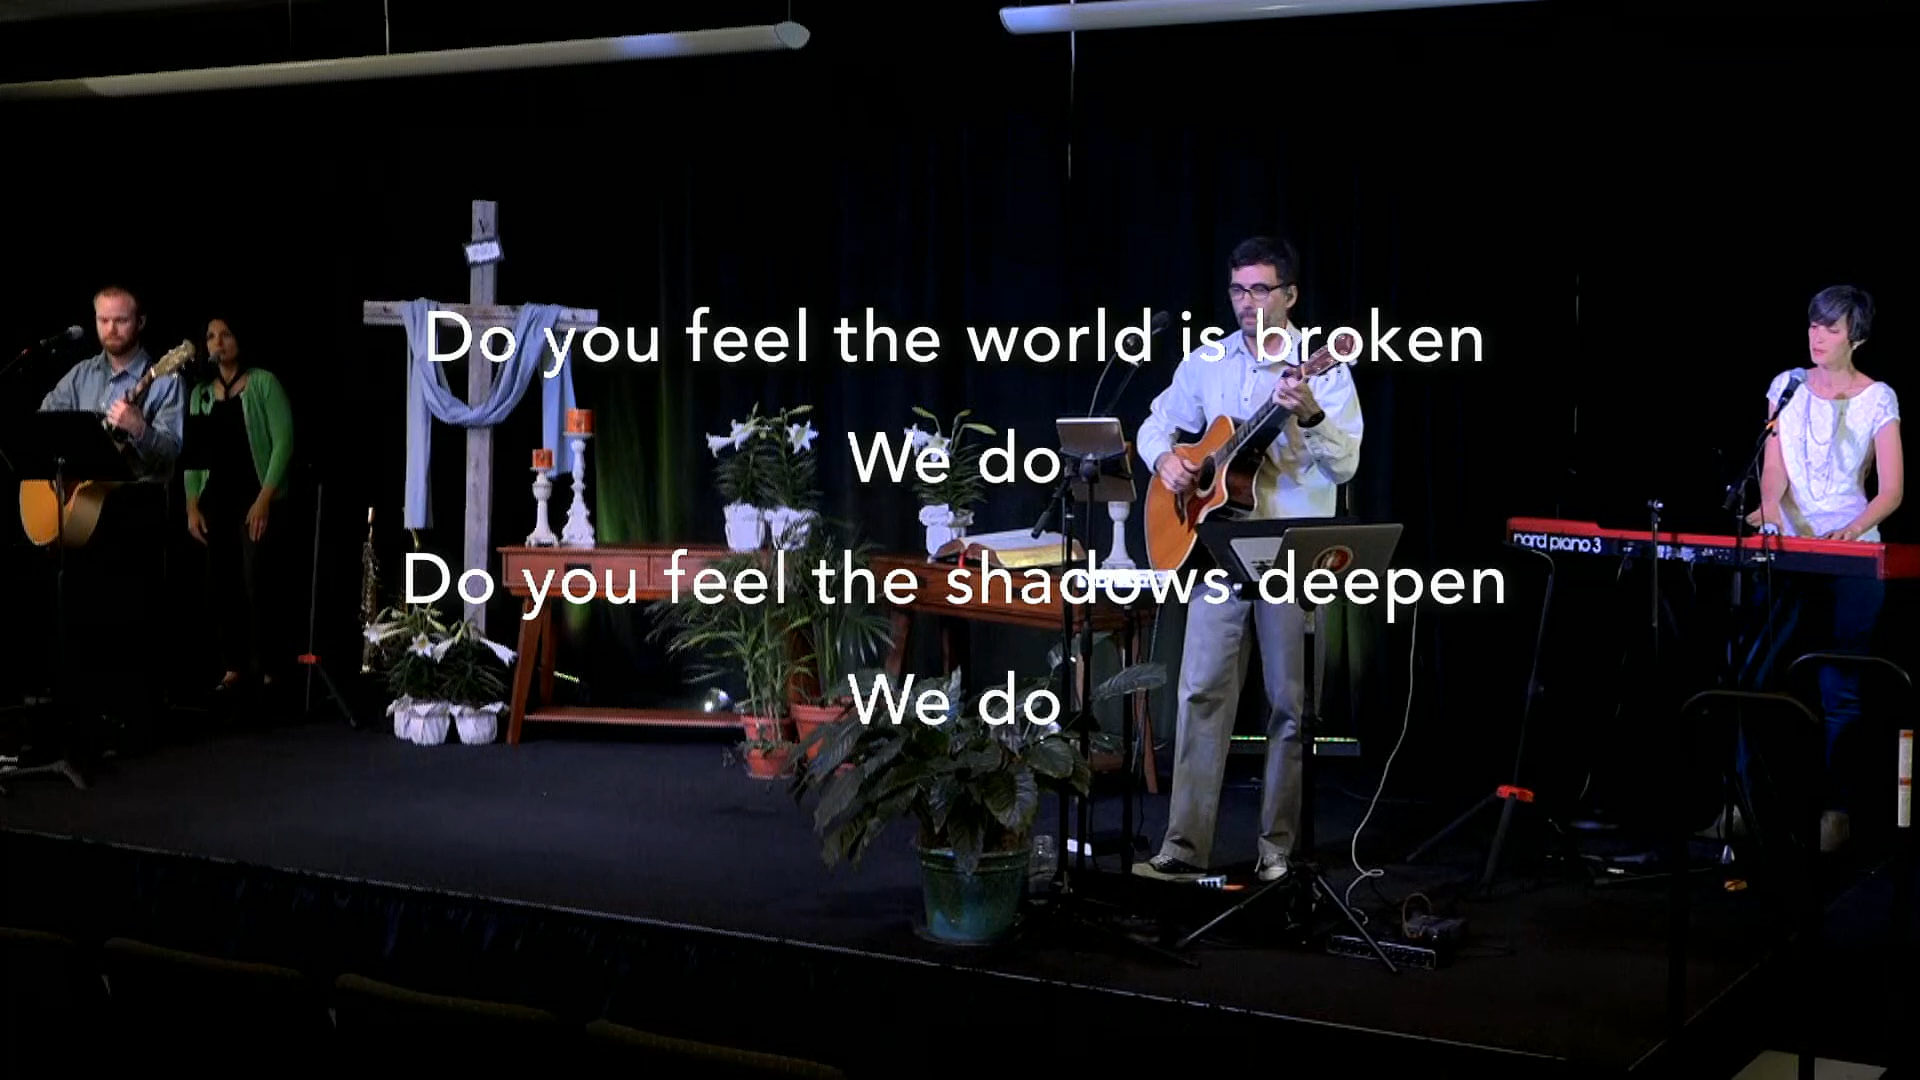 Do you feel the world is broken
We do
Do you feel the shadows deepen
We do
nord piano 3